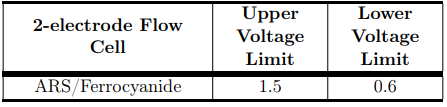 2-electrode Flow Cell | Upper Voltage Limit | Lower Voltage Limit
ARS/Ferrocyanide | 1.5 | 0.6